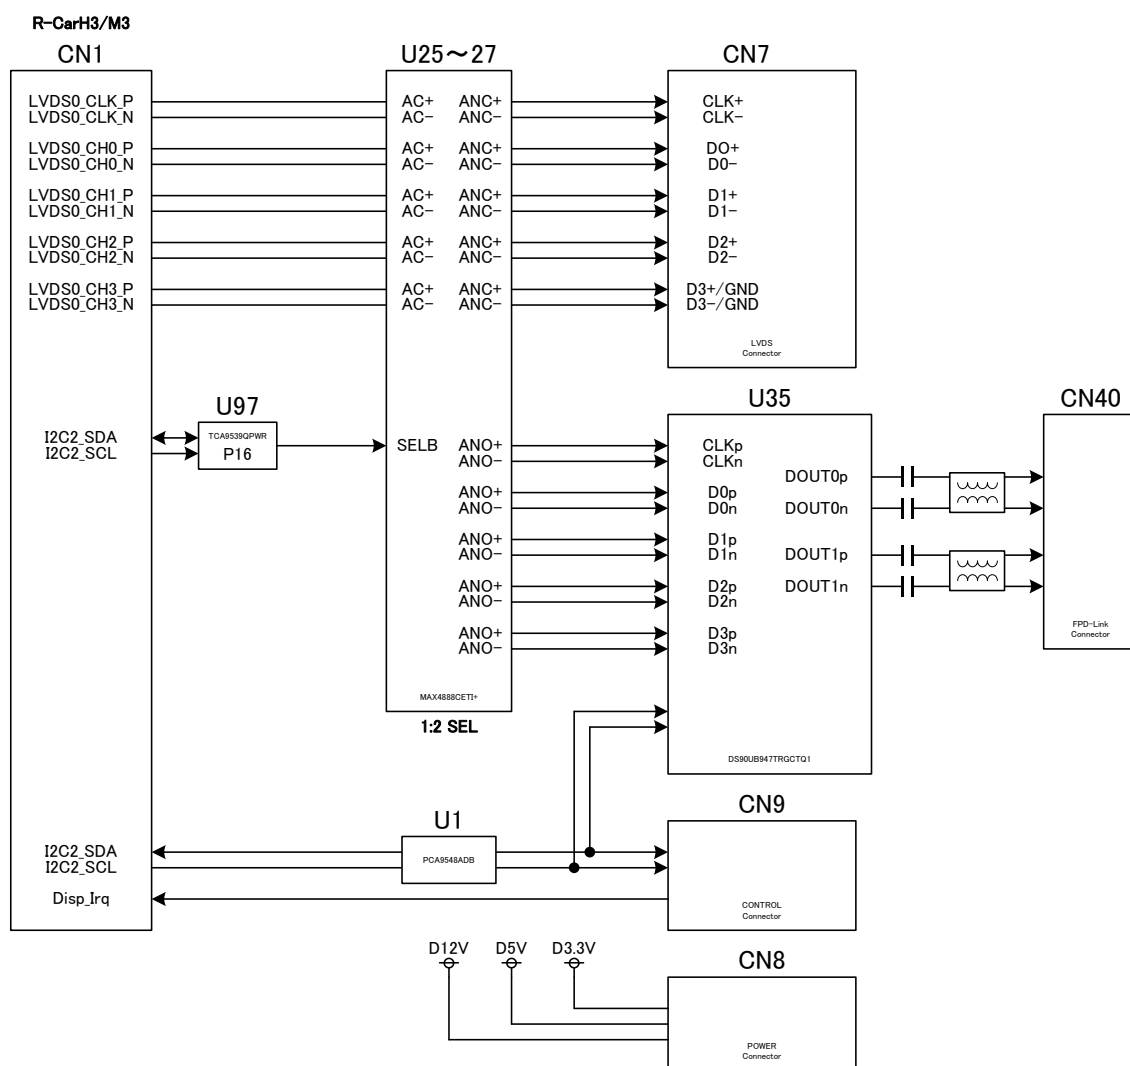 R-CarH3/M3
CN1
U25～27
CN7
LVDS0_CLK_P
LVDS0_CLK_N
LVDS0_CH0_P
LVDS0_CH0_N
LVDS0_CH1_P
LVDS0_CH1_N
LVDS0_CH2_P
LVDS0_CH2_N
LVDS0_CH3_P
LVDS0_CH3_N
AC+ ANC+
AC- ANC-
AC+ ANC+
AC- ANC-
AC+ ANC+
AC- ANC-
AC+ ANC+
AC- ANC-
AC+ ANC+
AC- ANC-
CLK+
CLK-
DO+
D0-
D1+
D1-
D2+
D2-
D3+/GND
D3-/GND
LVDS
Connector
U97
TCA9539QPWR
P16
I2C2_SDA
I2C2_SCL
SELB
ANO+
ANO-
ANO+
ANO-
ANO+
ANO-
ANO+
ANO-
ANO+
ANO-
MAX4888CETI+
1:2 SEL
U35
CLKp
CLKn
D0p
D0n
D1p
D1n
D2p
D2n
D3p
D3n
DOUT0p
DOUT0n
DOUT1p
DOUT1n
DS90UB947TRGCTQ1
CN40
FPD-Link
Connector
U1
PCA9548ADB
I2C2_SDA
I2C2_SCL
Disp_Irq
CN9
CONTROL
Connector
D12V D5V D3.3V
CN8
POWER
Connector